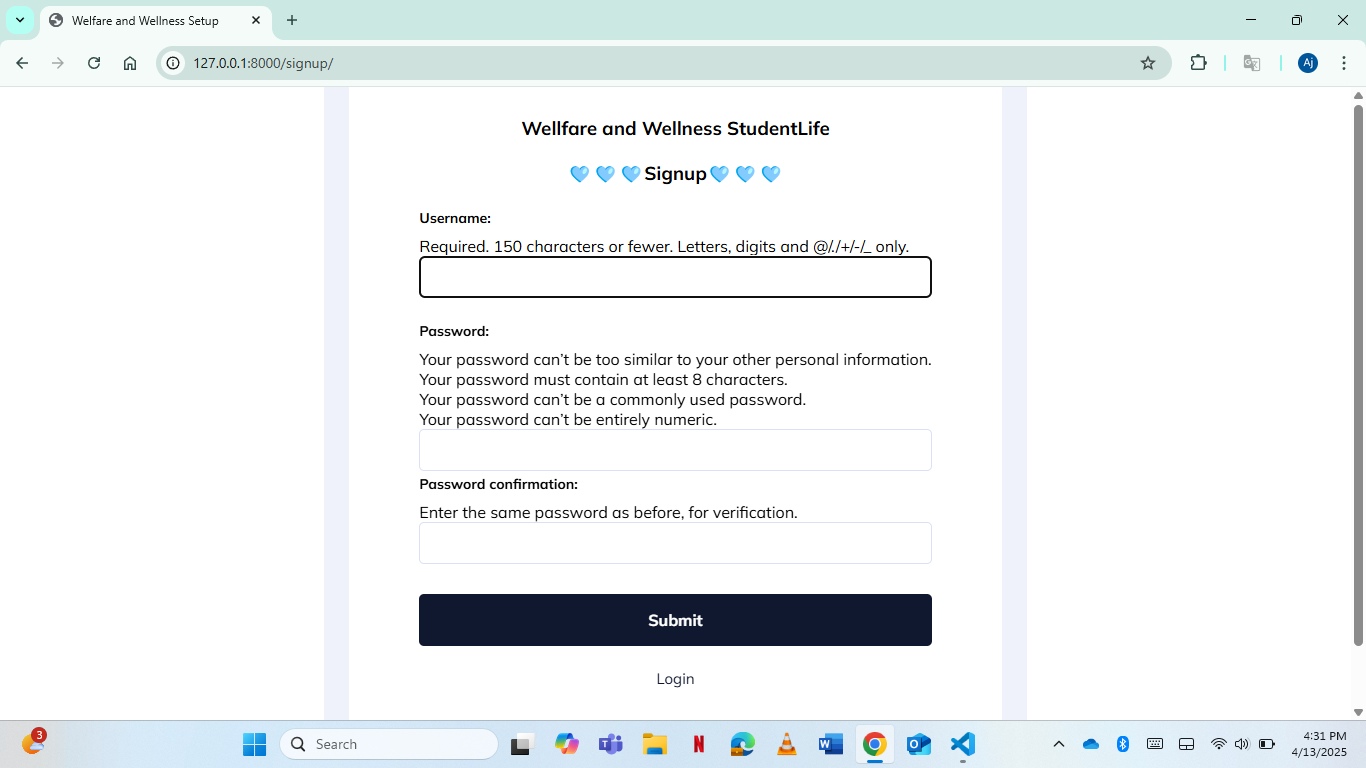 Welfare and Wellness Setup
127.0.0.1:8000/signup/
Aj
Wellfare and Wellness StudentLife
🩵🩵🩵Signup🩵🩵🩵
Username:
Required. 150 characters or fewer. Letters, digits and @/./+/-/_ only.
Password:
Your password can’t be too similar to your other personal information.
Your password must contain at least 8 characters.
Your password can’t be a commonly used password.
Your password can’t be entirely numeric.
Password confirmation:
Enter the same password as before, for verification.
Submit
Login
3
Search
4:31 PM
4/13/2025